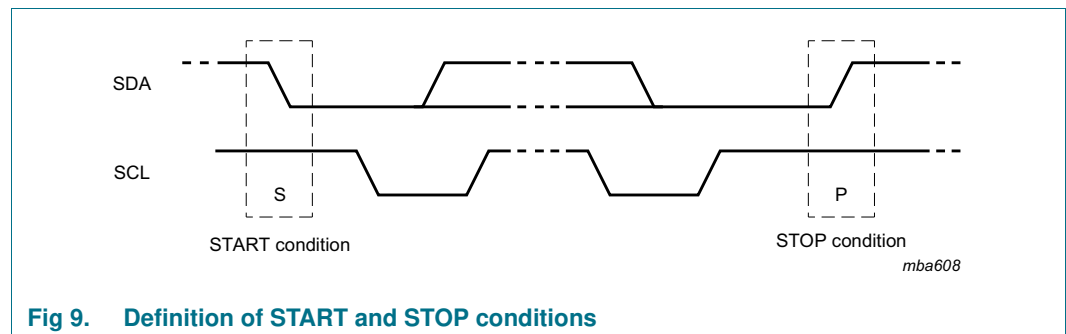 SDA
SCL
S
P
START condition
STOP condition
mba608
Fig 9. Definition of START and STOP conditions